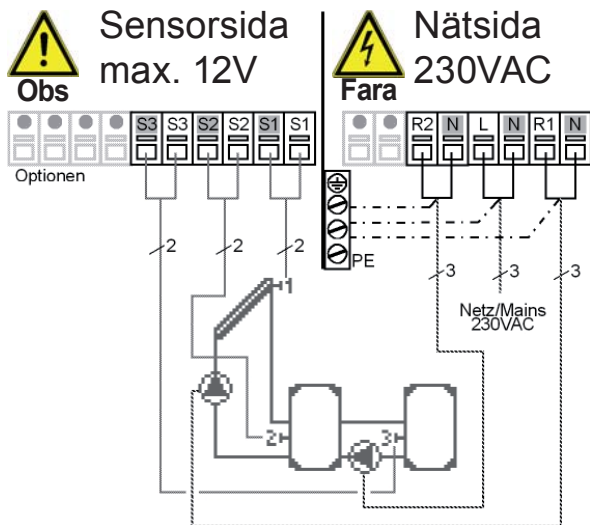 Sensorsida
max. 12V
Obs
Nätsida
230VAC
Fara
S3 S3 S2 S2 S1 S1
R2 N L N R1 N
Optionen
PE
2 2 2
3 3 3
Netz/Mains
230VAC
1
2 3